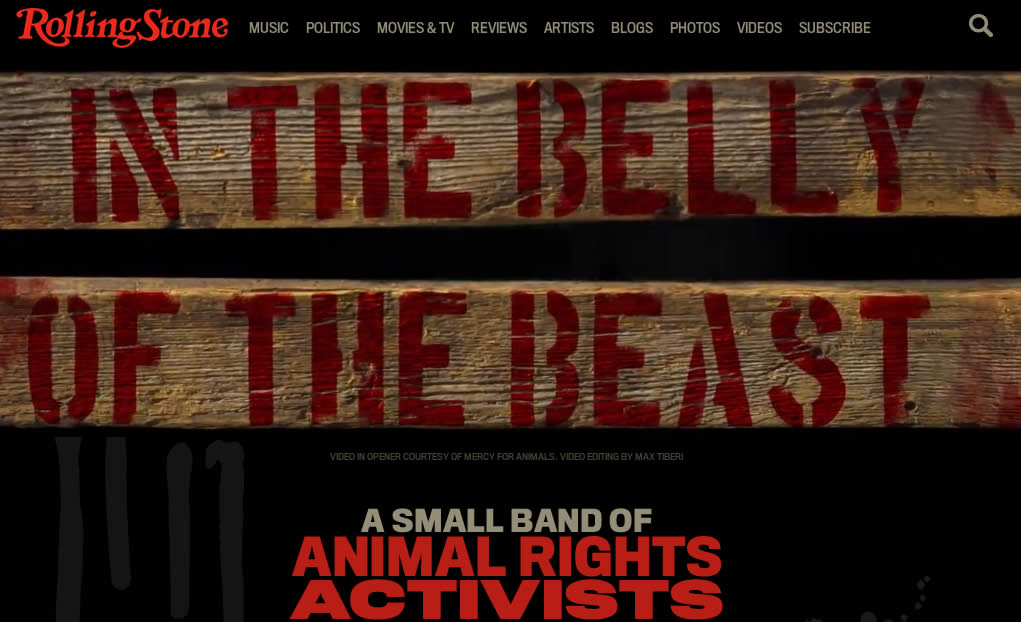 RollingStone MUSIC POLITICS MOVIES & TV REVIEWS ARTISTS BLOGS PHOTOS VIDEOS SUBSCRIBE
IN THE BELLY
OF THE BEAST
VIDEO IN OPENER COURTESY OF MERCY FOR ANIMALS. VIDEO EDITING BY MAX TIBERI
A SMALL BAND OF
ANIMAL RIGHTS
ACTIVISTS